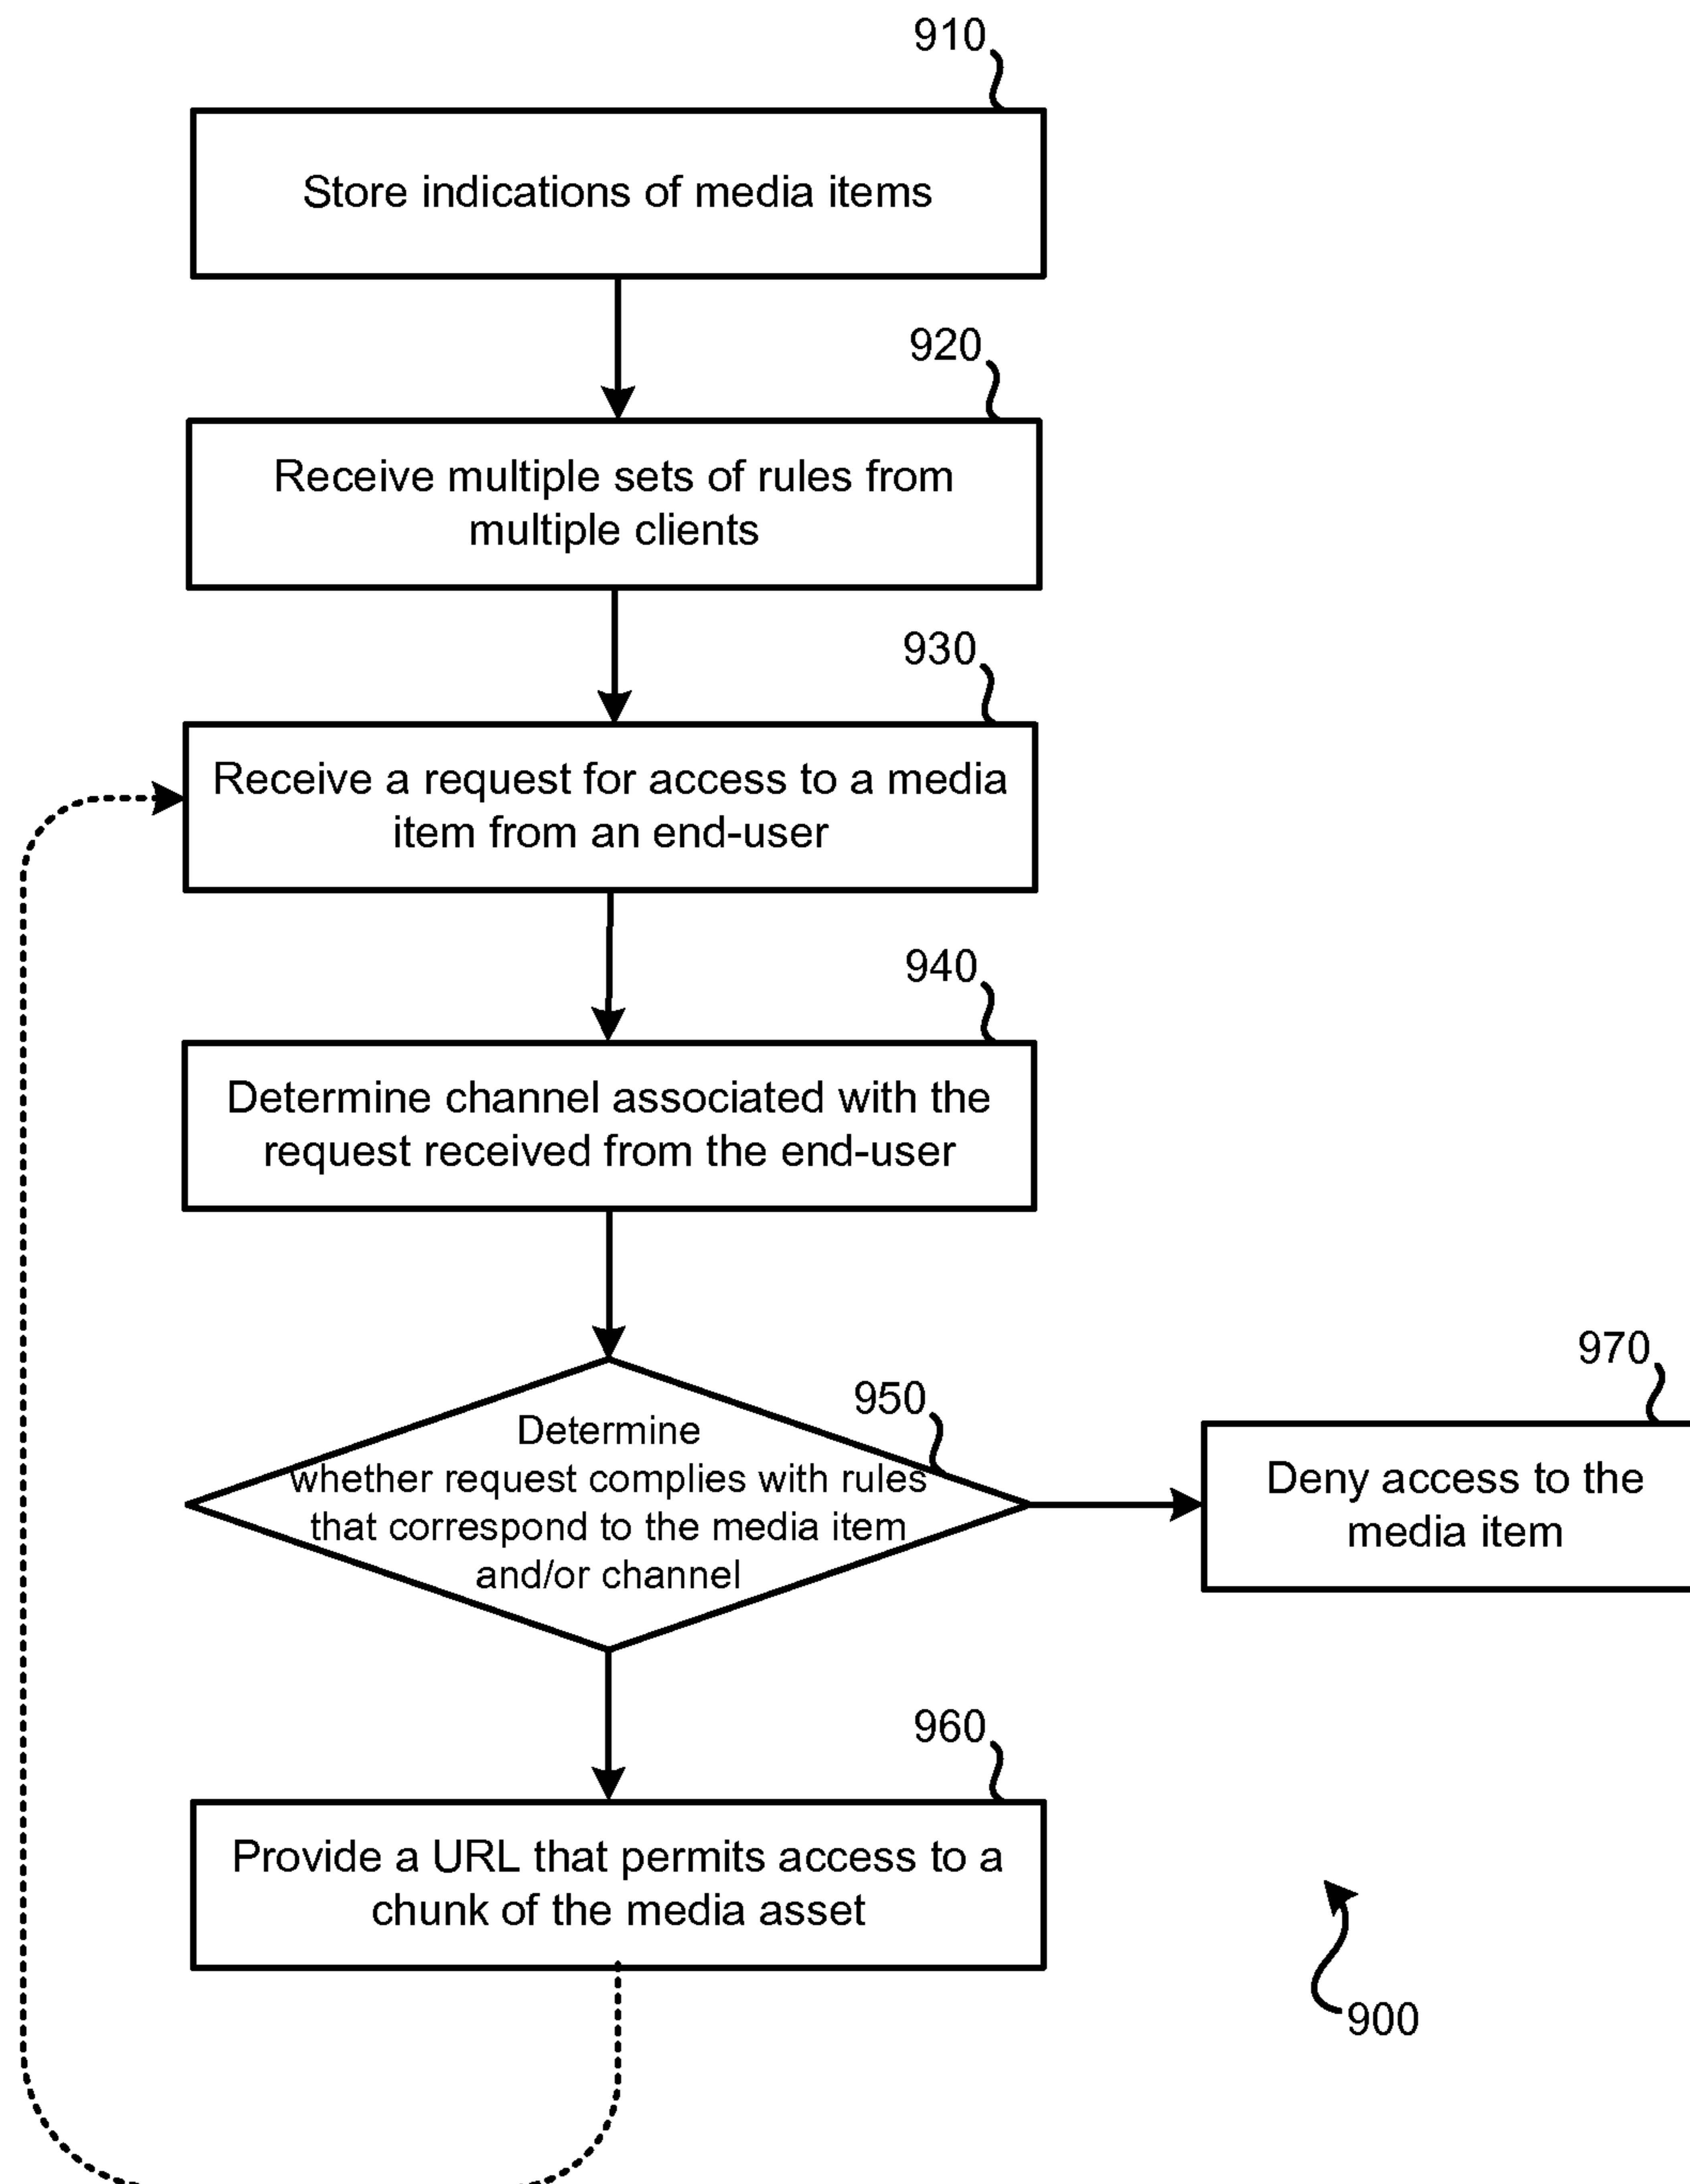 910
Store indications of media items
920
Receive multiple sets of rules from
multiple clients
930
Receive a request for access to a media
item from an end-user
940
Determine channel associated with the
request received from the end-user
950
Determine
whether request complies with rules
that correspond to the media item
and/or channel
970
Deny access to the
media item
960
Provide a URL that permits access to a
chunk of the media asset
900